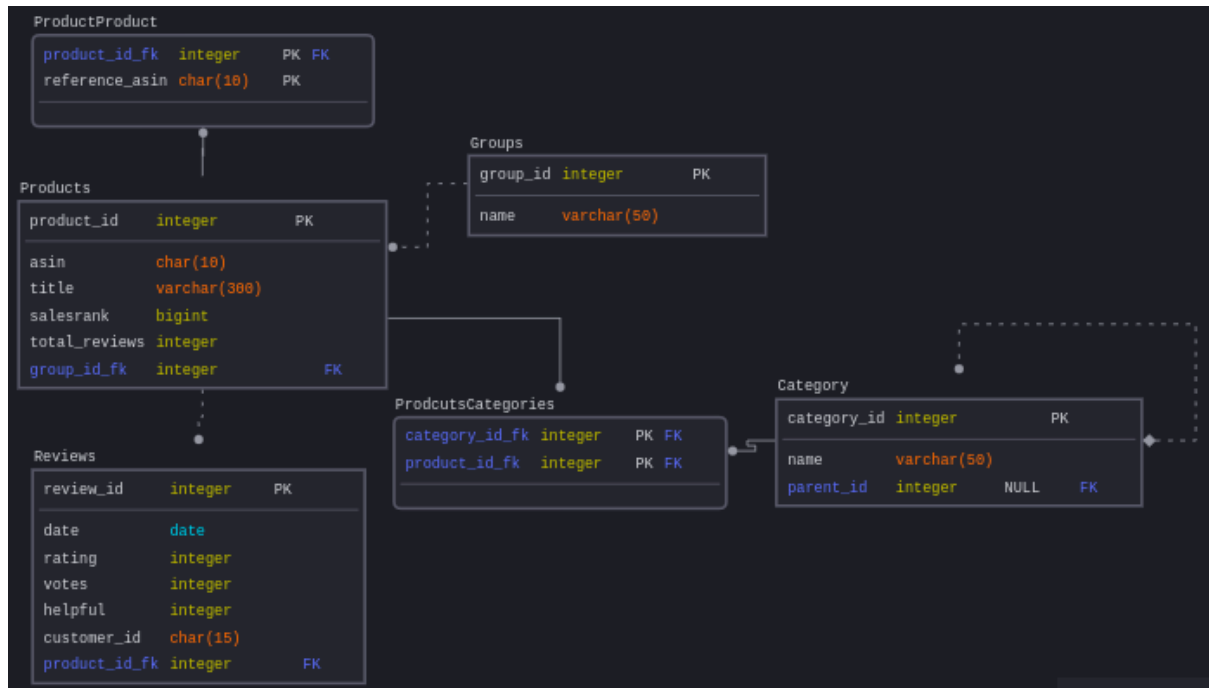 ProductProduct
product_id_fk integer PK FK
reference_asin char(10) PK
Groups
group_id integer PK
name varchar(50)
Products
product_id integer PK
asin char(10)
title varchar(300)
salesrank bigint
total_reviews integer
group_id_fk integer FK
ProdcutsCategories
category_id_fk integer PK FK
product_id_fk integer PK FK
Category
category_id integer PK
name varchar(50)
parent_id integer NULL FK
Reviews
review_id integer PK
date date
rating integer
votes integer
helpful integer
customer_id char(15)
product_id_fk integer FK